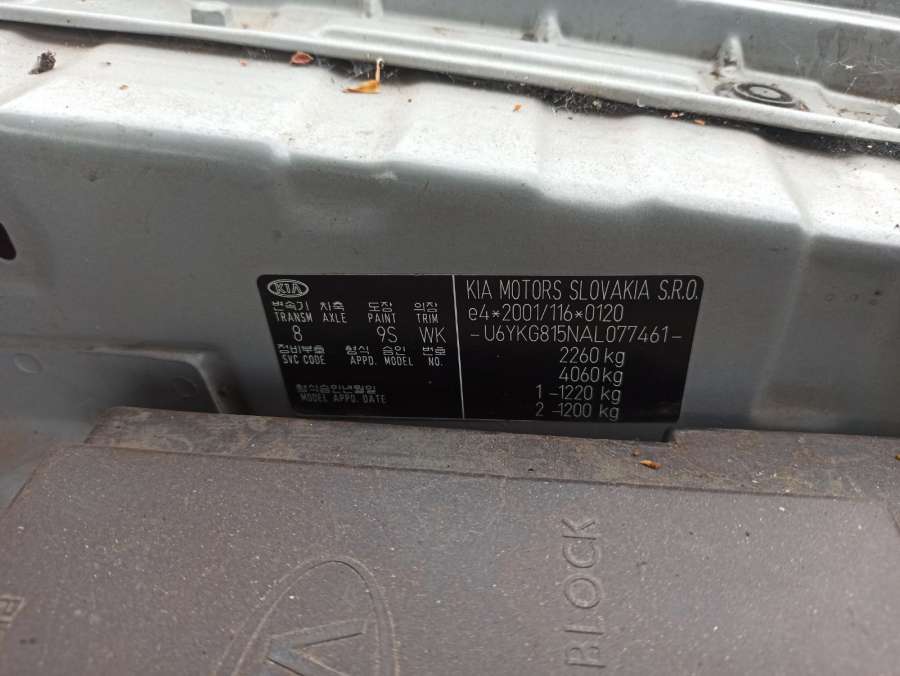 KIA
변속기 차축 도장 의장
TRANSM AXLE PAINT TRIM
8 9S WK
정비부호 형식 승인 번호
SVC CODE APPD. MODEL NO.
형식승인년월일
MODEL APPD. DATE
KIA MOTORS SLOVAKIA S.R.O.
e4*2001/116*0120
-U6YKG815NAL077461-
2260 kg
4060 kg
1 -1220 kg
2 -1200 kg
BLOCK